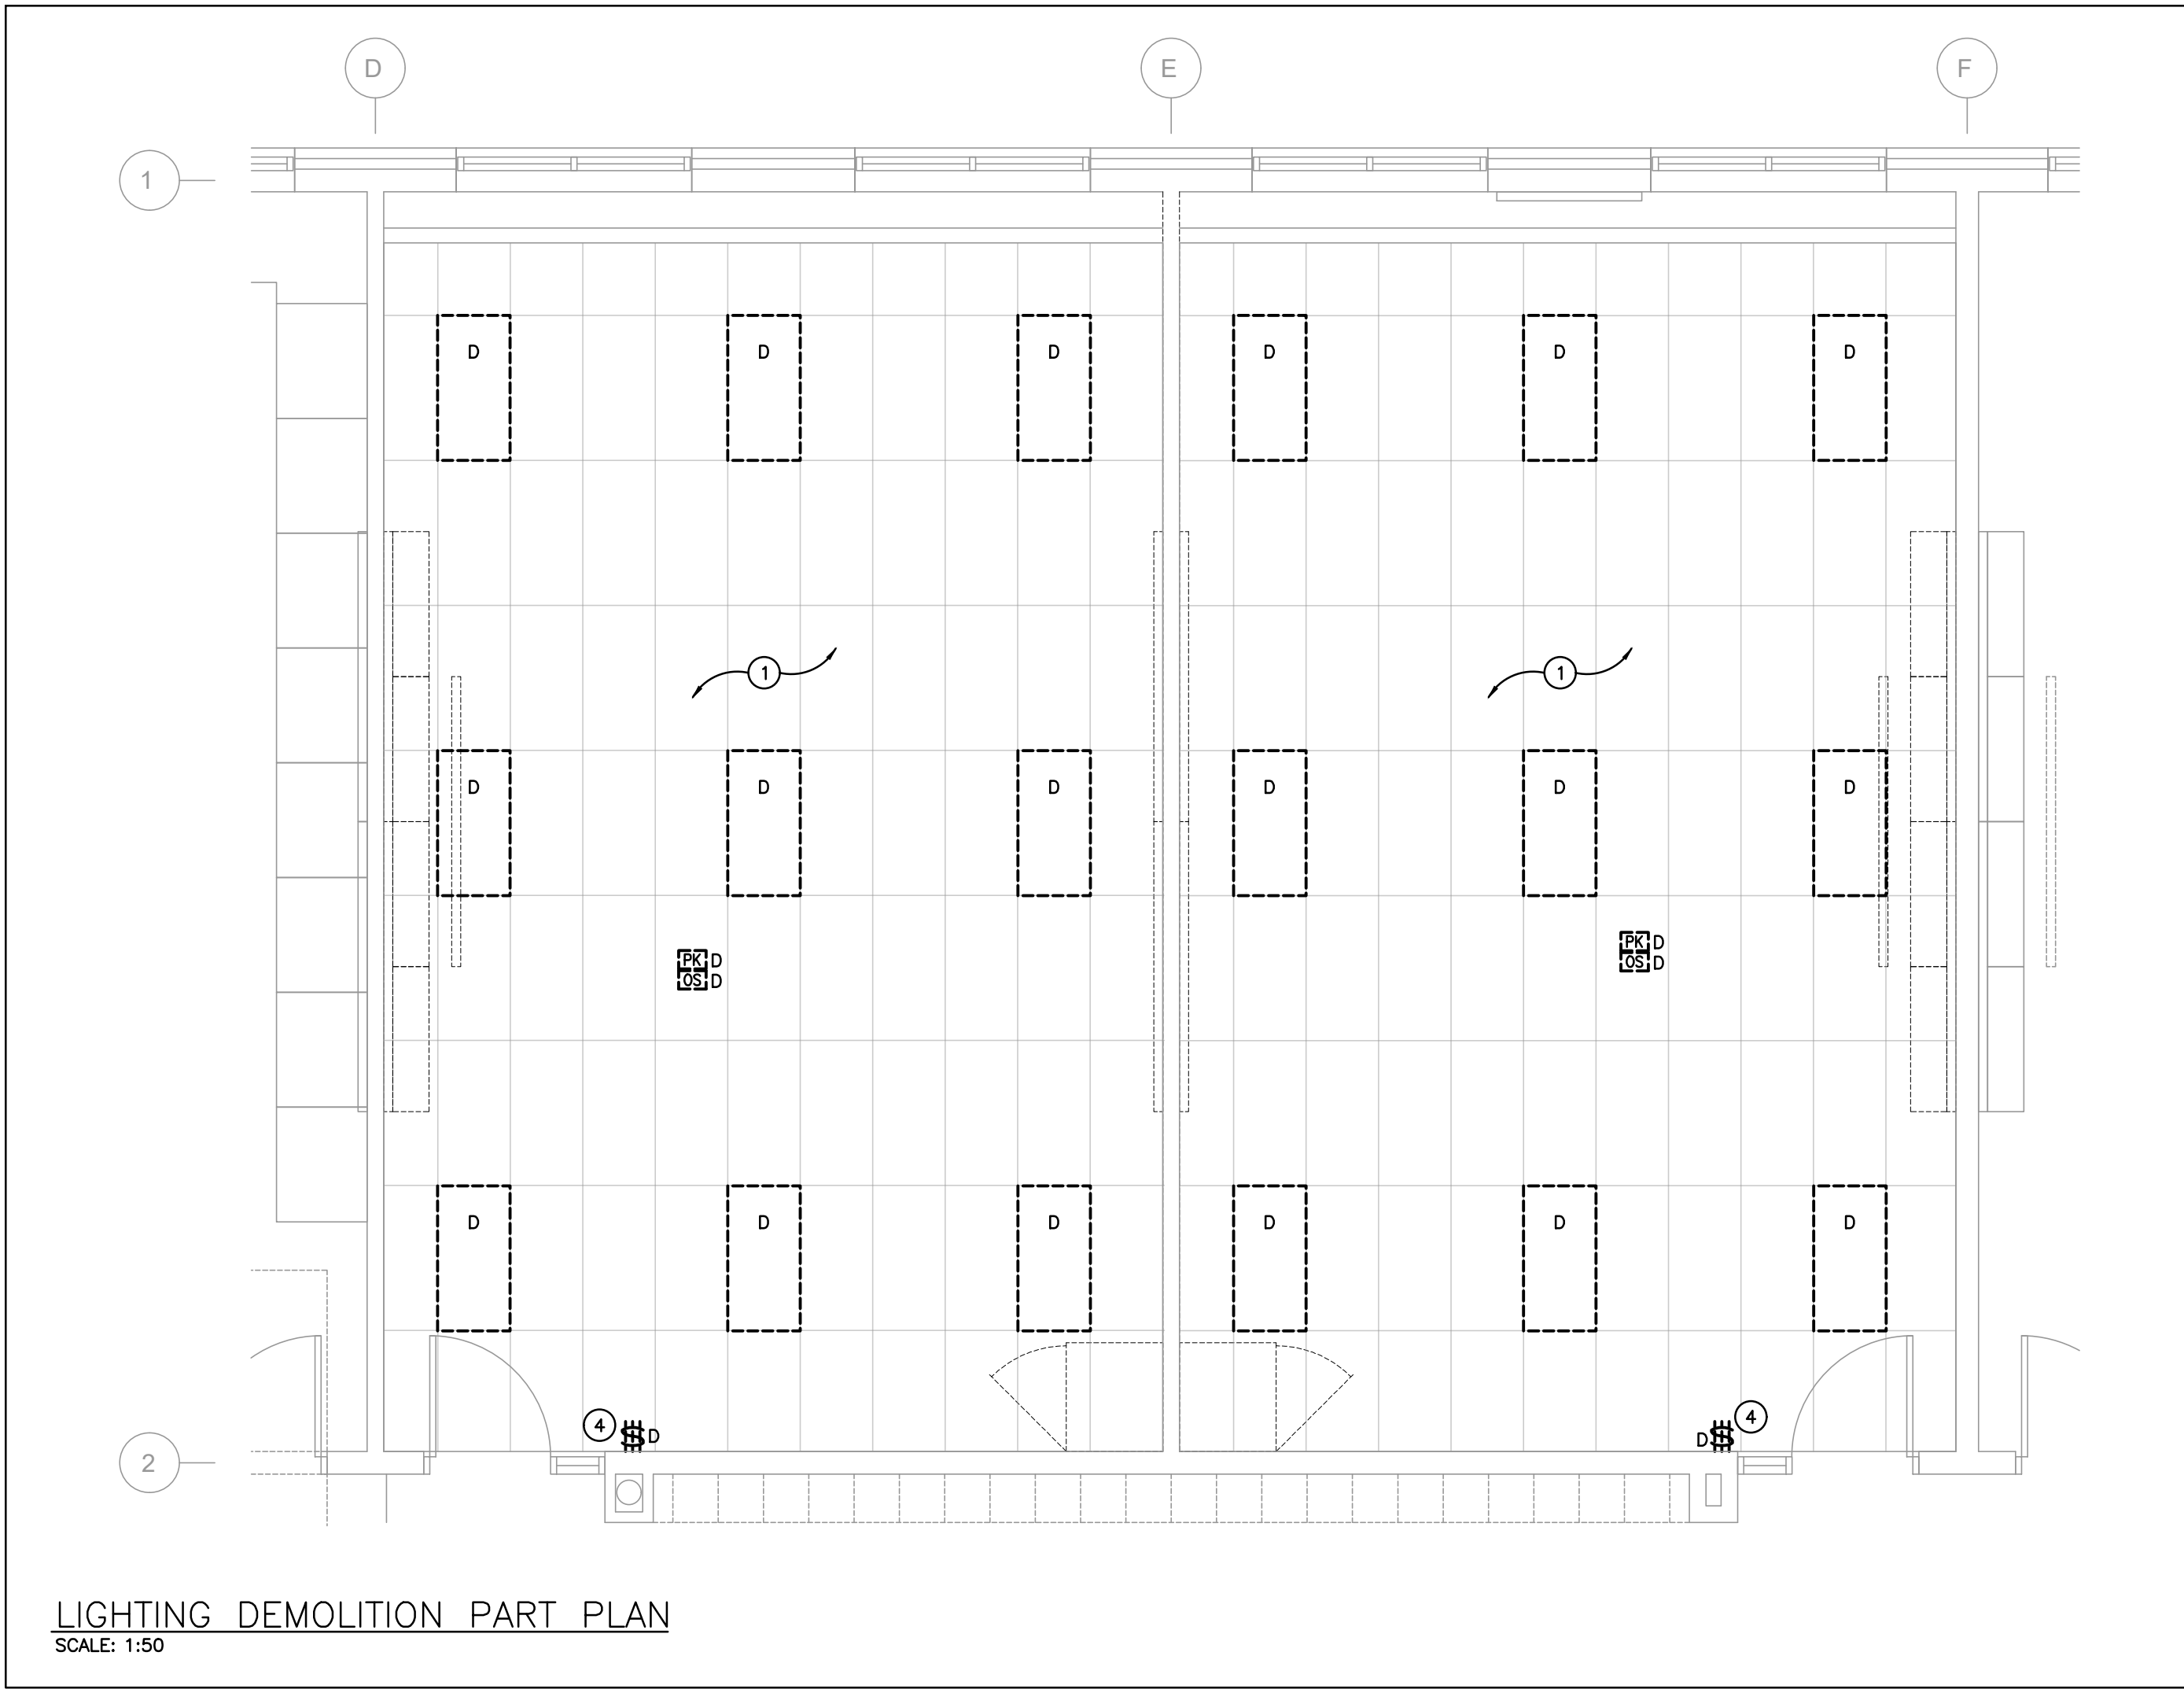 D E F
1
D D D D D D
1 1
D D D D D D
PK D
OS D
PK D
OS D
D D D D D D
4 $ D
D $ 4
2
LIGHTING DEMOLITION PART PLAN
SCALE: 1:50